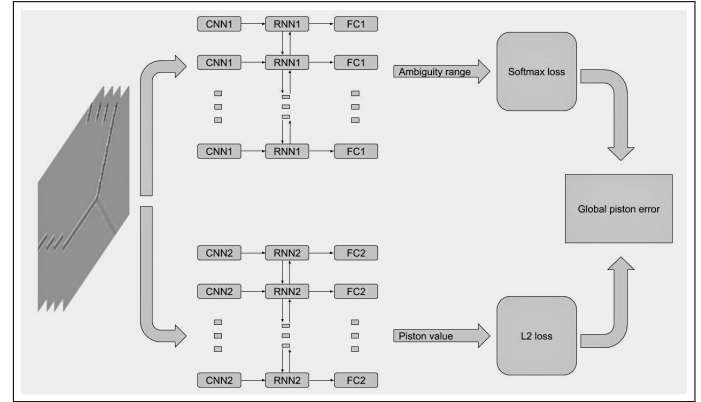 CNN1 RNN1 FC1
CNN1 RNN1 FC1
Ambiguity range
Softmax loss
CNN1 RNN1 FC1
Global piston error
CNN2 RNN2 FC2
CNN2 RNN2 FC2
Piston value
L2 loss
CNN2 RNN2 FC2